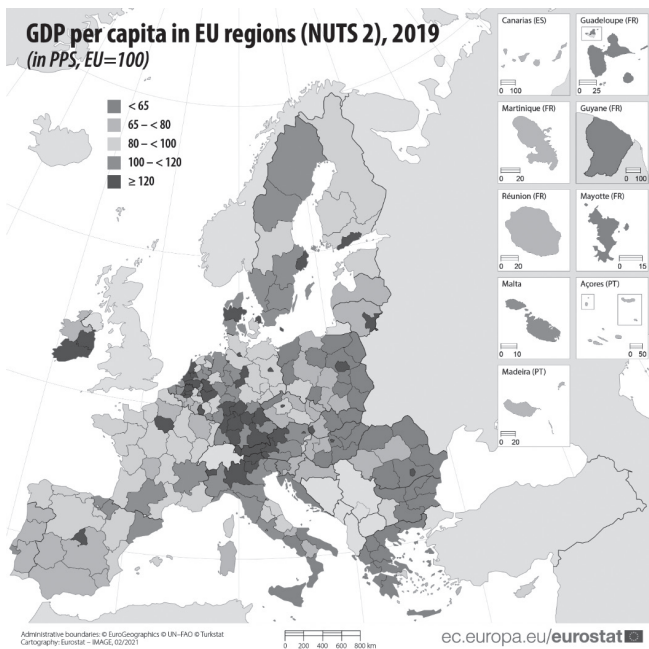 GDP per capita in EU regions (NUTS 2), 2019
(in PPS, EU=100)
< 65
65 – < 80
80 – < 100
100 – < 120
≥ 120
Canarias (ES)
0 100
Guadeloupe (FR)
0 25
Martinique (FR)
0 20
Guyane (FR)
0 100
Réunion (FR)
0 20
Mayotte (FR)
0 15
Malta
0 10
Açores (PT)
0 50
Madeira (PT)
0 20
Administrative boundaries: © EuroGeographics © UN–FAO © Turkstat
Cartography: Eurostat – IMAGE, 02/2021
0 200 400 600 800 km
ec.europa.eu/eurostat